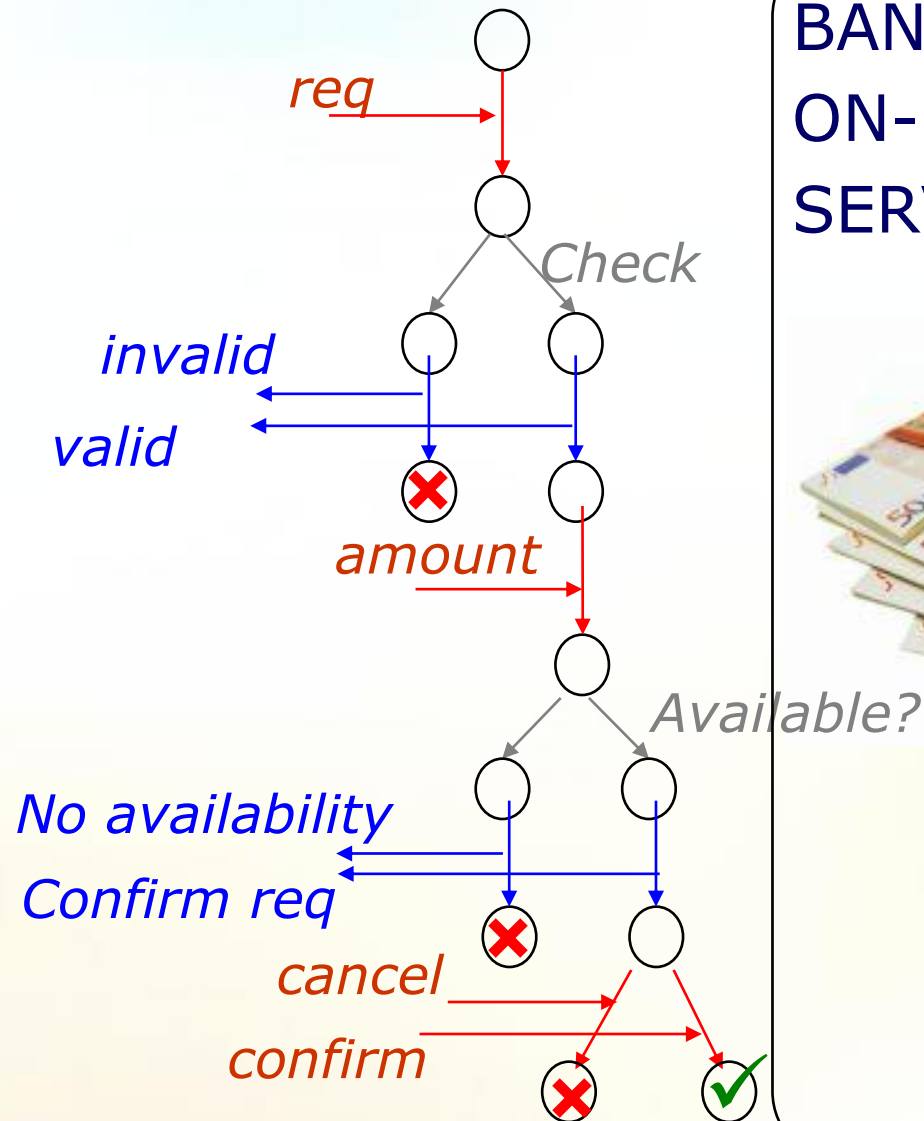 BAN
req
ON-
SER
Check
invalid
valid
amount
Available?
No availability
Confirm req
cancel
confirm